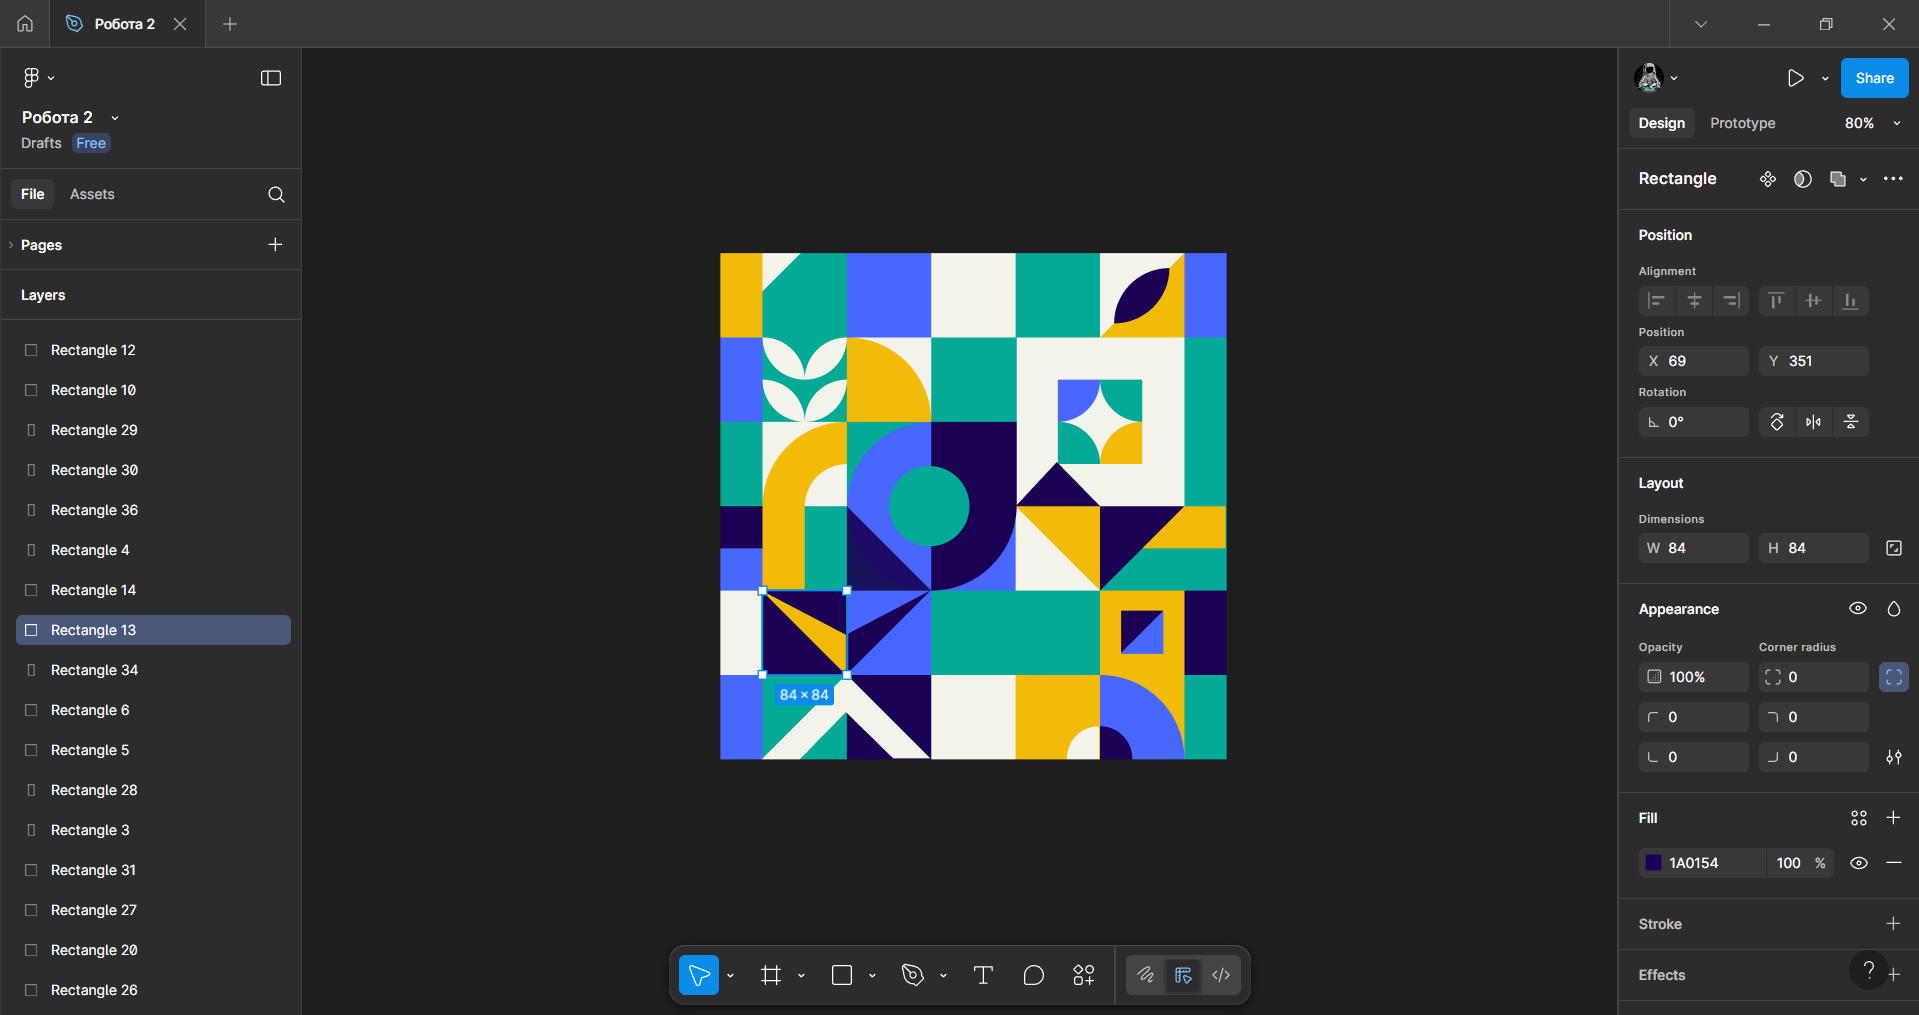 Робота 2
Робота 2
Drafts Free
File Assets
Pages
Layers
Rectangle 12
Rectangle 10
Rectangle 29
Rectangle 30
Rectangle 36
Rectangle 4
Rectangle 14
Rectangle 13
Rectangle 34
Rectangle 6
Rectangle 5
Rectangle 28
Rectangle 3
Rectangle 31
Rectangle 27
Rectangle 20
Rectangle 26
84 × 84
Share
Design Prototype 80%
Rectangle
Position
Alignment
Position
X 69 Y 351
Rotation
0°
Layout
Dimensions
W 84 H 84
Appearance
Opacity Corner radius
100% 0
0 0
0 0
Fill
1A0154 100 %
Stroke
Effects
?